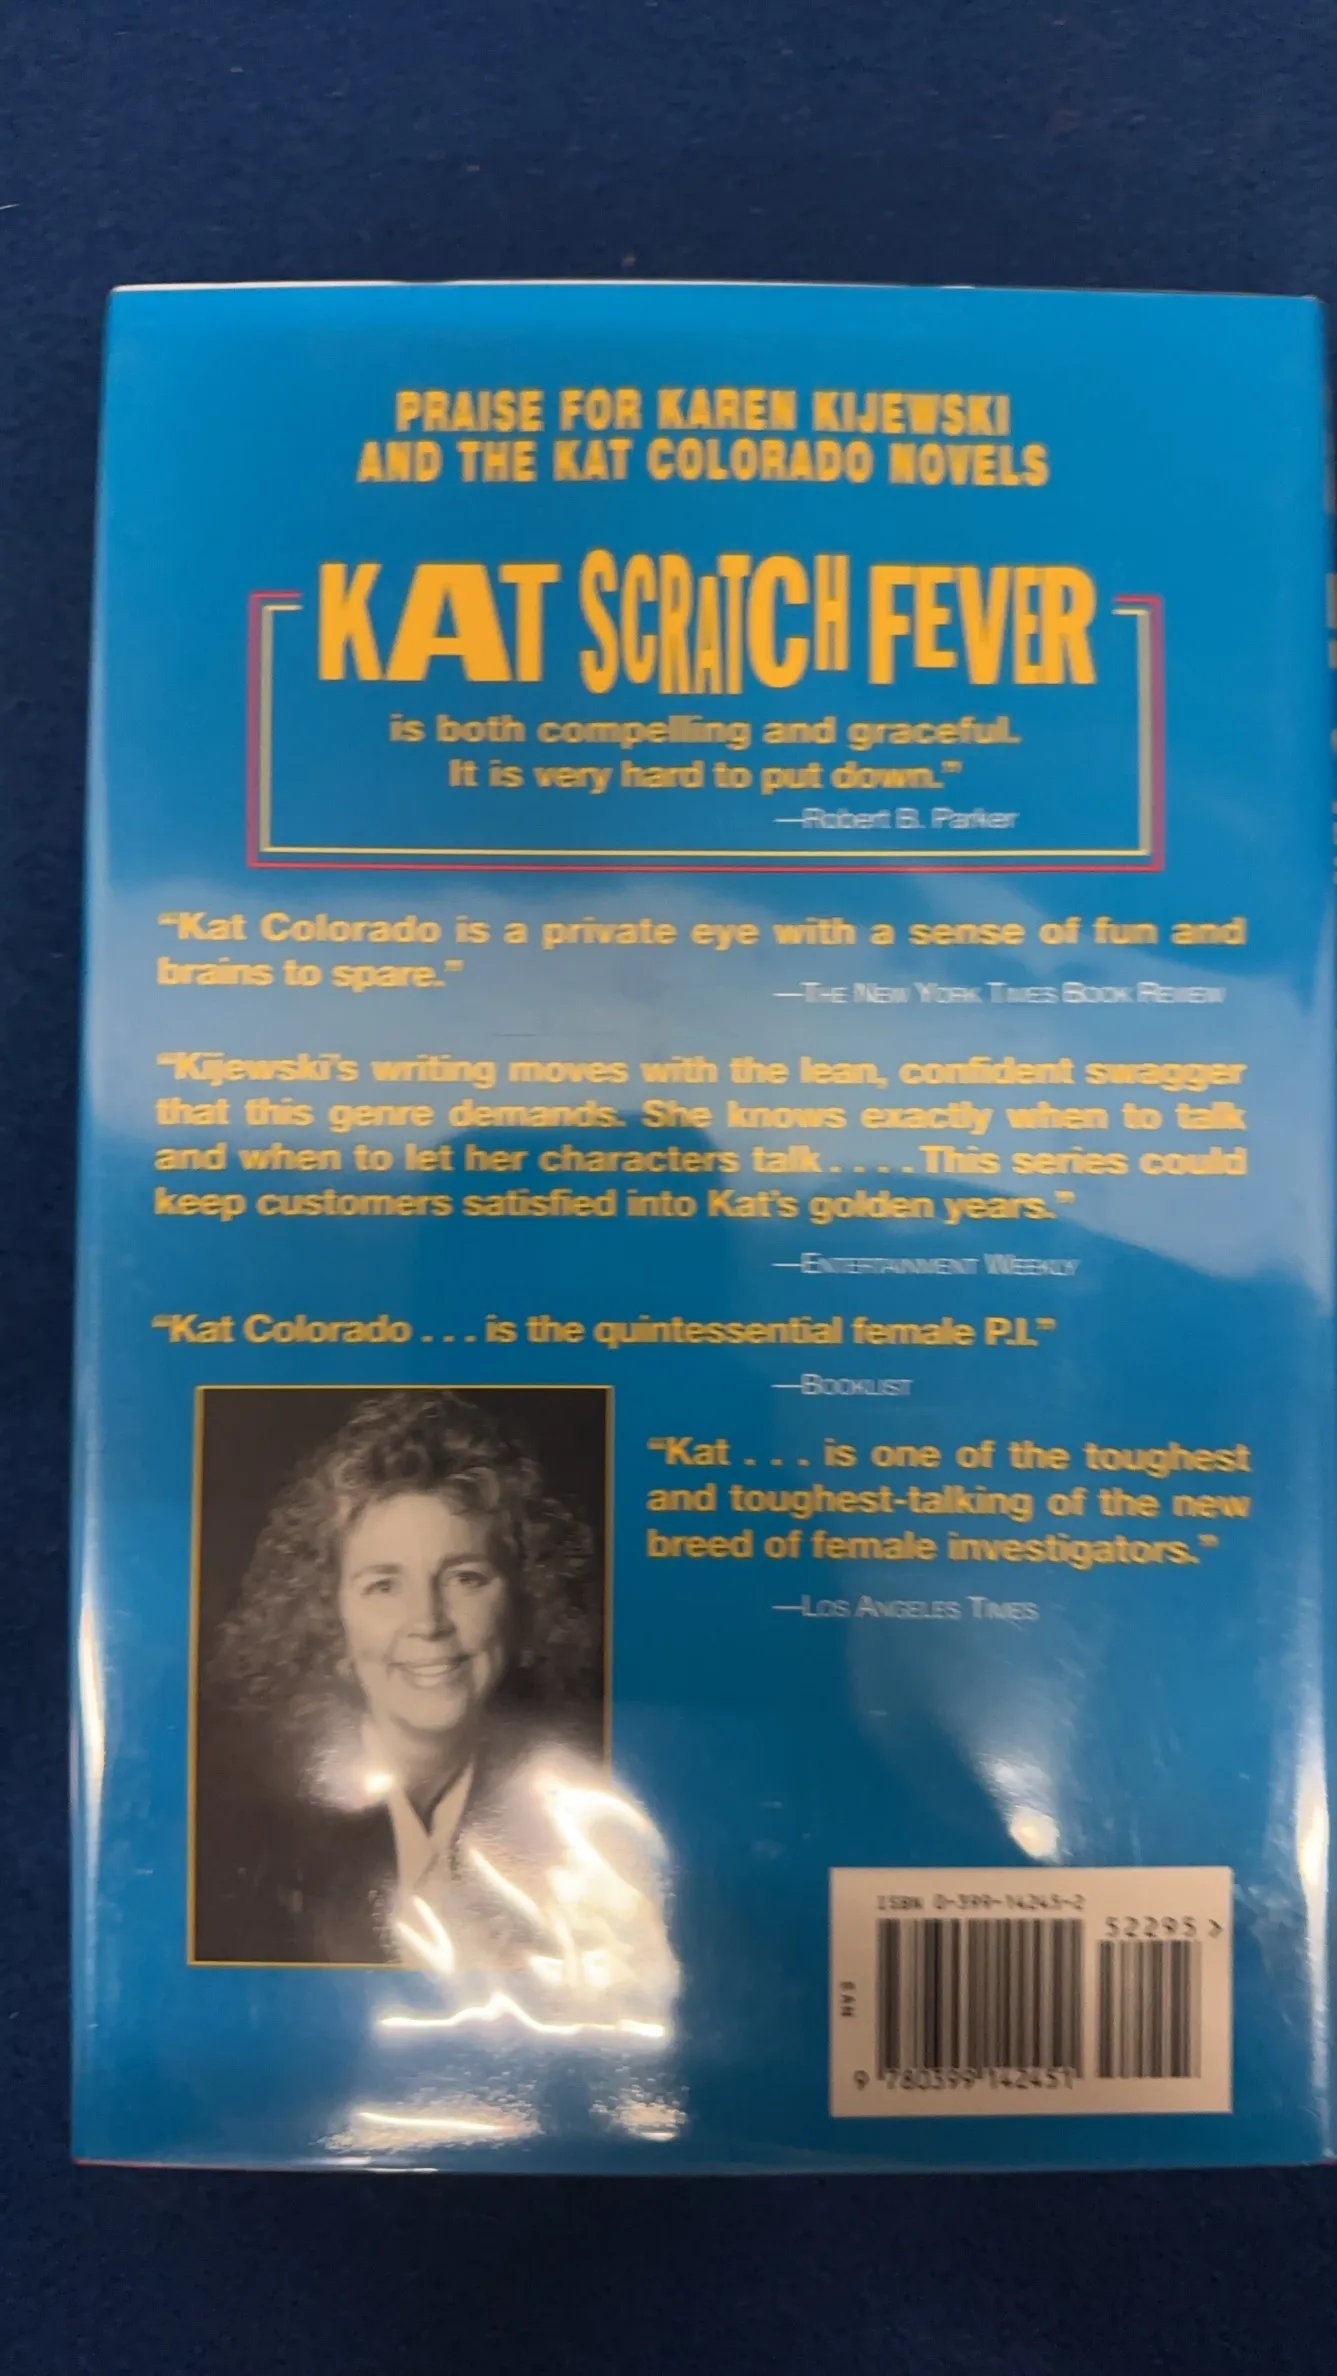 PRAISE FOR KAREN KIJEWSKI
AND THE KAT COLORADO NOVELS
KAT SCRATCH FEVER
is both compelling and graceful.
It is very hard to put down.”
—Robert B. Parker
“Kat Colorado is a private eye with a sense of fun and
brains to spare.”
—THE NEW YORK TIMES BOOK REVIEW
“Kijewski’s writing moves with the lean, confident swagger
that this genre demands. She knows exactly when to talk
and when to let her characters talk . . . . This series could
keep customers satisfied into Kat’s golden years.”
—ENTERTAINMENT WEEKLY
“Kat Colorado . . . is the quintessential female P.I.”
—BOOKLIST
“Kat . . . is one of the toughest
and toughest-talking of the new
breed of female investigators.”
—LOS ANGELES TIMES
ISBN 0-399-14245-2
52295 >
EAN
9 780399 142451